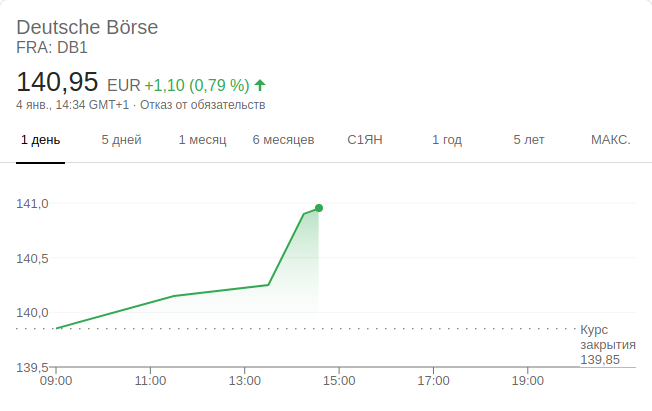 Deutsche Börse
FRA: DB1
140,95 EUR +1,10 (0,79 %)
4 янв., 14:34 GMT+1 · Отказ от обязательств
1 день 5 дней 1 месяц 6 месяцев С1ЯН 1 год 5 лет МАКС.
141,0
140,5
140,0
Курс
закрытия
139,85
139,5
09:00 11:00 13:00 15:00 17:00 19:00